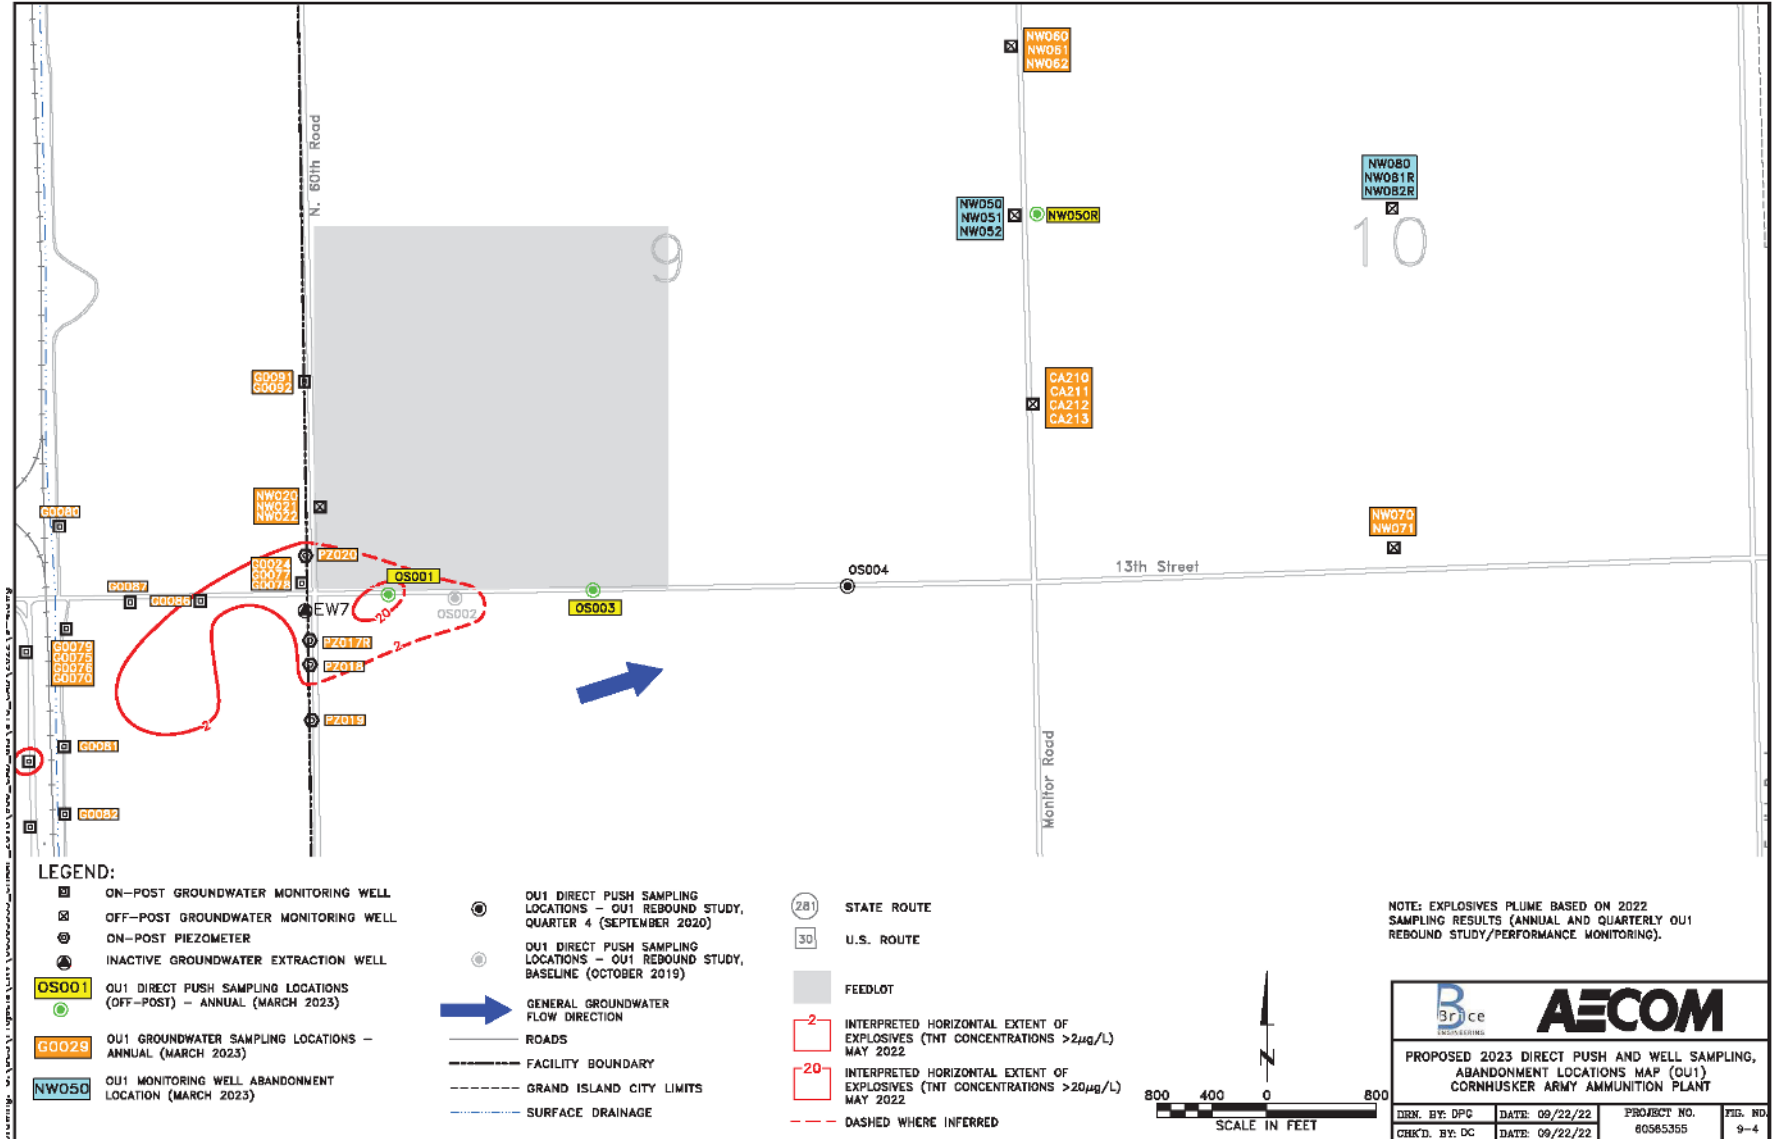 NW060
NW061
NW062
N. 60th Road
9
10
NW080
NW081R
NW082R
NW050
NW051
NW052
NW050R
G0091
G0092
CA210
CA211
CA212
CA213
NW020
NW021
NW022
G0080
NW070
NW071
PZ020
G0024
G0077
G0078
OS001
OS004
13th Street
G0087
G0086
EW7
20
OS002
OS003
G0079
G0075
G0076
G0070
PZ017R
2
PZ018
PZ019
2
G0081
G0082
Monitor Road
LEGEND:
ON-POST GROUNDWATER MONITORING WELL
OFF-POST GROUNDWATER MONITORING WELL
ON-POST PIEZOMETER
INACTIVE GROUNDWATER EXTRACTION WELL
OS001
OU1 DIRECT PUSH SAMPLING LOCATIONS
(OFF-POST) - ANNUAL (MARCH 2023)
G0029
OU1 GROUNDWATER SAMPLING LOCATIONS -
ANNUAL (MARCH 2023)
NW050
OU1 MONITORING WELL ABANDONMENT
LOCATION (MARCH 2023)
OU1 DIRECT PUSH SAMPLING
LOCATIONS - OU1 REBOUND STUDY,
QUARTER 4 (SEPTEMBER 2020)
OU1 DIRECT PUSH SAMPLING
LOCATIONS - OU1 REBOUND STUDY,
BASELINE (OCTOBER 2019)
GENERAL GROUNDWATER
FLOW DIRECTION
ROADS
FACILITY BOUNDARY
GRAND ISLAND CITY LIMITS
SURFACE DRAINAGE
281
STATE ROUTE
30
U.S. ROUTE
FEEDLOT
2
INTERPRETED HORIZONTAL EXTENT OF
EXPLOSIVES (TNT CONCENTRATIONS >2µg/L)
MAY 2022
20
INTERPRETED HORIZONTAL EXTENT OF
EXPLOSIVES (TNT CONCENTRATIONS >20µg/L)
MAY 2022
DASHED WHERE INFERRED
NOTE: EXPLOSIVES PLUME BASED ON 2022
SAMPLING RESULTS (ANNUAL AND QUARTERLY OU1
REBOUND STUDY/PERFORMANCE MONITORING).
N
800 400 0 800
SCALE IN FEET
Brice
ENGINEERING
AECOM
PROPOSED 2023 DIRECT PUSH AND WELL SAMPLING,
ABANDONMENT LOCATIONS MAP (OU1)
CORNHUSKER ARMY AMMUNITION PLANT
DRN. BY: DPG
DATE: 09/22/22
PROJECT NO.
60585355
FIG. NO.
9-4
CHK'D. BY: DC
DATE: 09/22/22